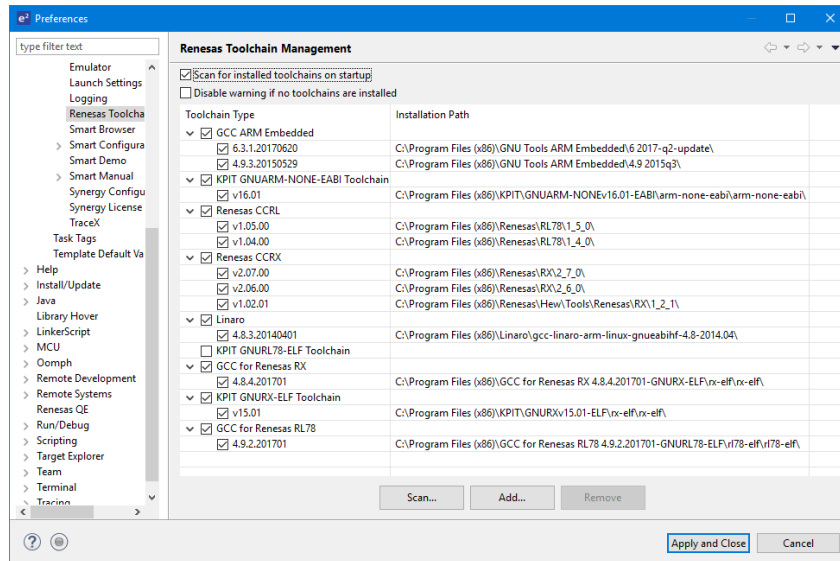 e² Preferences
type filter text
Emulator
Launch Settings
Logging
Renesas Toolcha
Smart Browser
Smart Configura
Smart Demo
Smart Manual
Synergy Configu
Synergy License
TraceX
Task Tags
Template Default Va
Help
Install/Update
Java
Library Hover
LinkerScript
MCU
Oomph
Remote Development
Remote Systems
Renesas QE
Run/Debug
Scripting
Target Explorer
Team
Terminal
Tracing
Renesas Toolchain Management
Scan for installed toolchains on startup
Disable warning if no toolchains are installed
Toolchain Type Installation Path
GCC ARM Embedded
6.3.1.20170620 C:\Program Files (x86)\GNU Tools ARM Embedded\6 2017-q2-update\
4.9.3.20150529 C:\Program Files (x86)\GNU Tools ARM Embedded\4.9 2015q3\
KPIT GNUARM-NONE-EABI Toolchain
v16.01 C:\Program Files (x86)\KPIT\GNUARM-NONEv16.01-EABI\arm-none-eabi\arm-none-eabi\
Renesas CCRL
v1.05.00 C:\Program Files (x86)\Renesas\RL78\1_5_0\
v1.04.00 C:\Program Files (x86)\Renesas\RL78\1_4_0\
Renesas CCRX
v2.07.00 C:\Program Files (x86)\Renesas\RX\2_7_0\
v2.06.00 C:\Program Files (x86)\Renesas\RX\2_6_0\
v1.02.01 C:\Program Files (x86)\Renesas\Hew\Tools\Renesas\RX\1_2_1\
Linaro
4.8.3.20140401 C:\Program Files (x86)\Linaro\gcc-linaro-arm-linux-gnueabihf-4.8-2014.04\
KPIT GNURL78-ELF Toolchain
GCC for Renesas RX
4.8.4.201701 C:\Program Files (x86)\GCC for Renesas RX 4.8.4.201701-GNURX-ELF\rx-elf\rx-elf\
KPIT GNURX-ELF Toolchain
v15.01 C:\Program Files (x86)\KPIT\GNURXv15.01-ELF\rx-elf\rx-elf\
GCC for Renesas RL78
4.9.2.201701 C:\Program Files (x86)\GCC for Renesas RL78 4.9.2.201701-GNURL78-ELF\rl78-elf\rl78-elf\
Scan... Add... Remove
Apply and Close Cancel